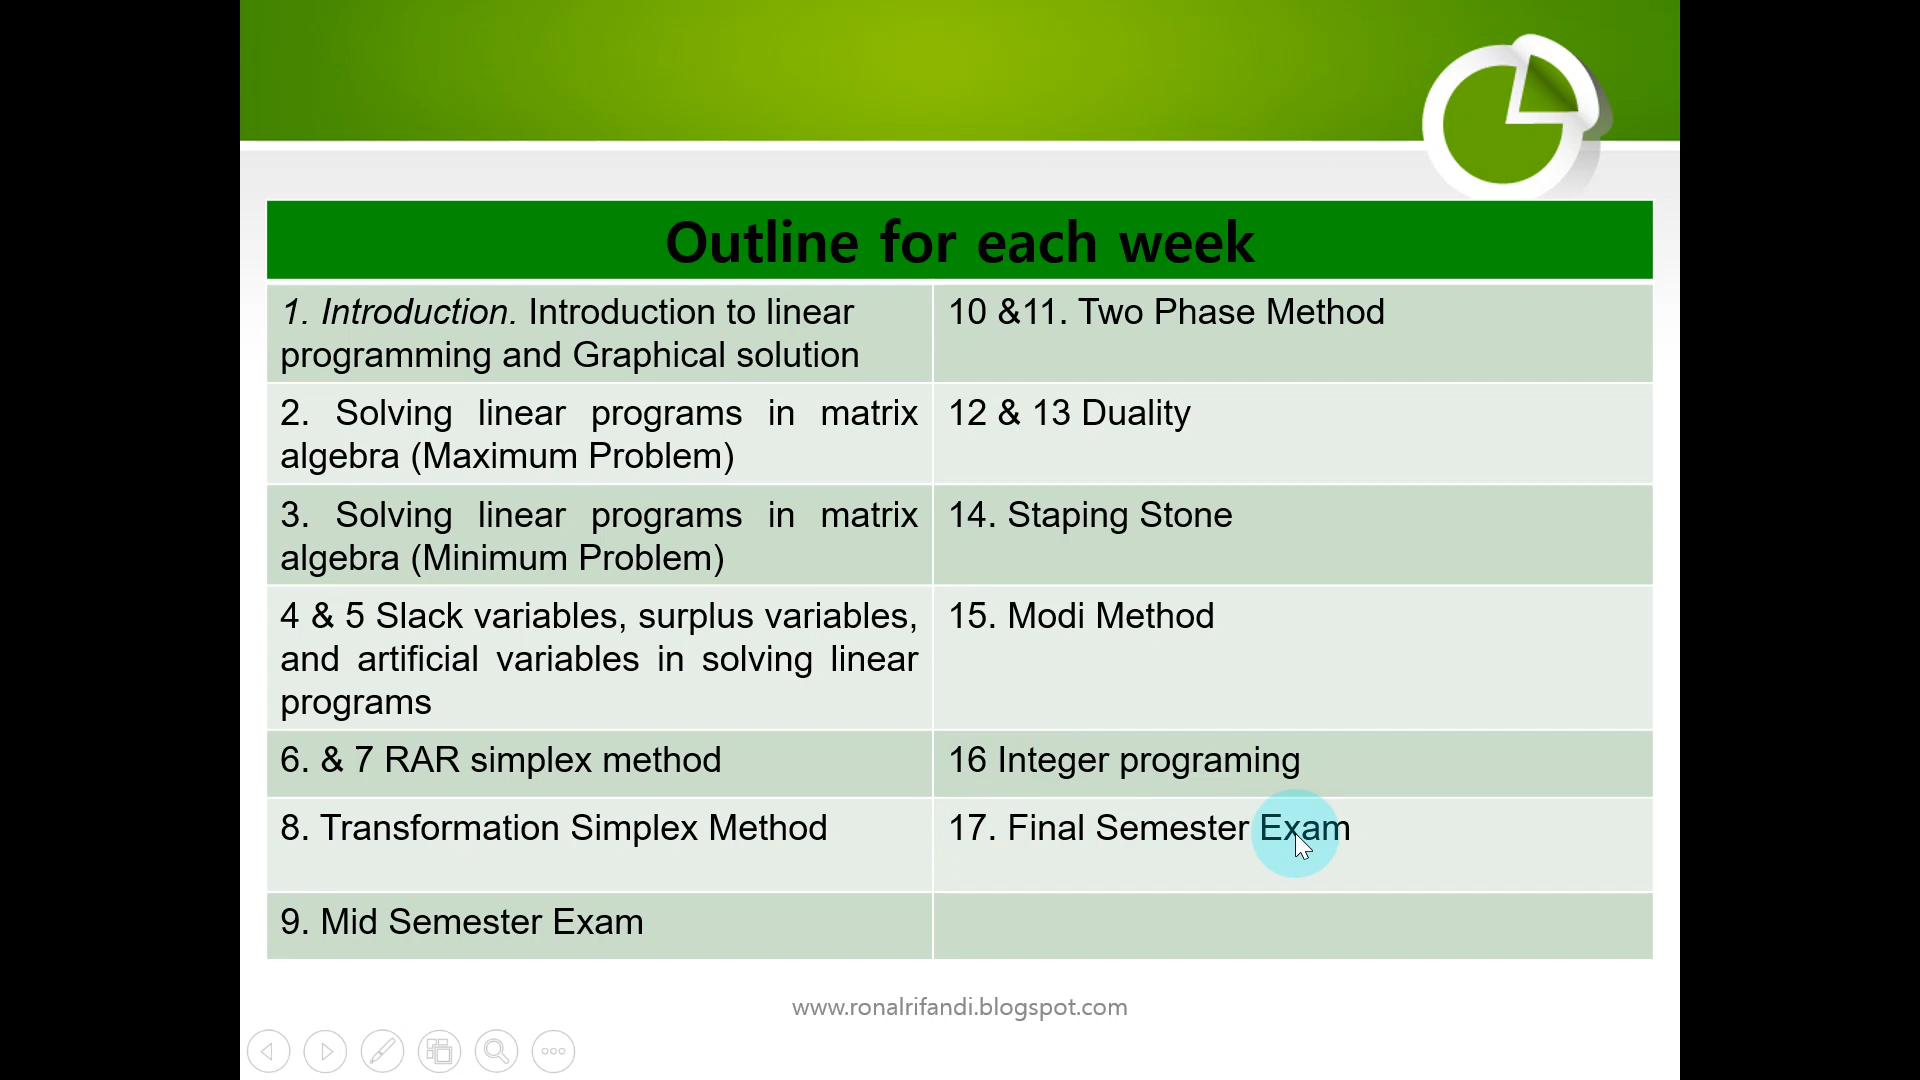 Outline for each week
1. Introduction. Introduction to linear
programming and Graphical solution
2. Solving linear programs in matrix
algebra (Maximum Problem)
3. Solving linear programs in matrix
algebra (Minimum Problem)
4 & 5 Slack variables, surplus variables,
and artificial variables in solving linear
programs
6. & 7 RAR simplex method
8. Transformation Simplex Method
9. Mid Semester Exam
10 &11. Two Phase Method
12 & 13 Duality
14. Staping Stone
15. Modi Method
16 Integer programing
17. Final Semester Exam
www.ronalrifandi.blogspot.com